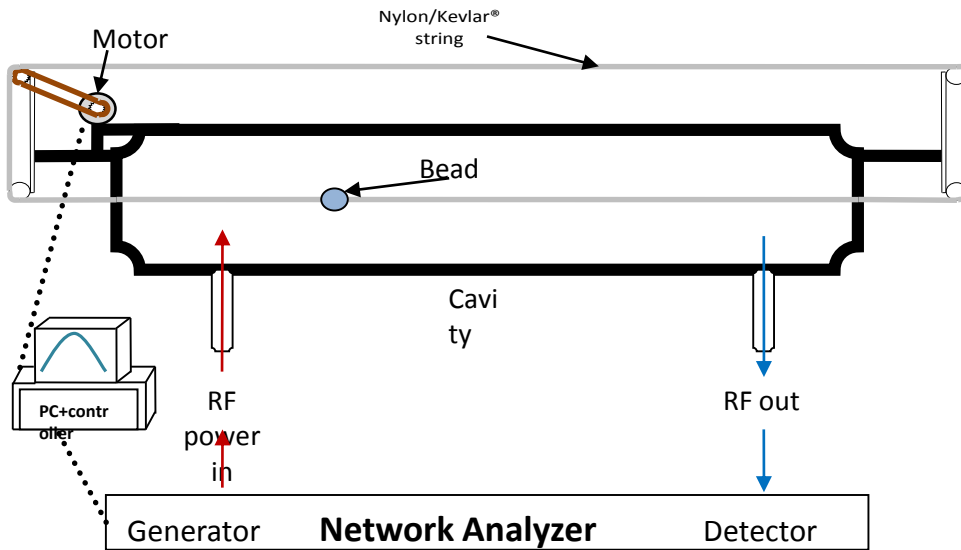 Nylon/Kevlar®
string
Motor
Bead
Cavi
ty
PC+contr
oller
RF
power
in
RF out
Generator
Network Analyzer
Detector